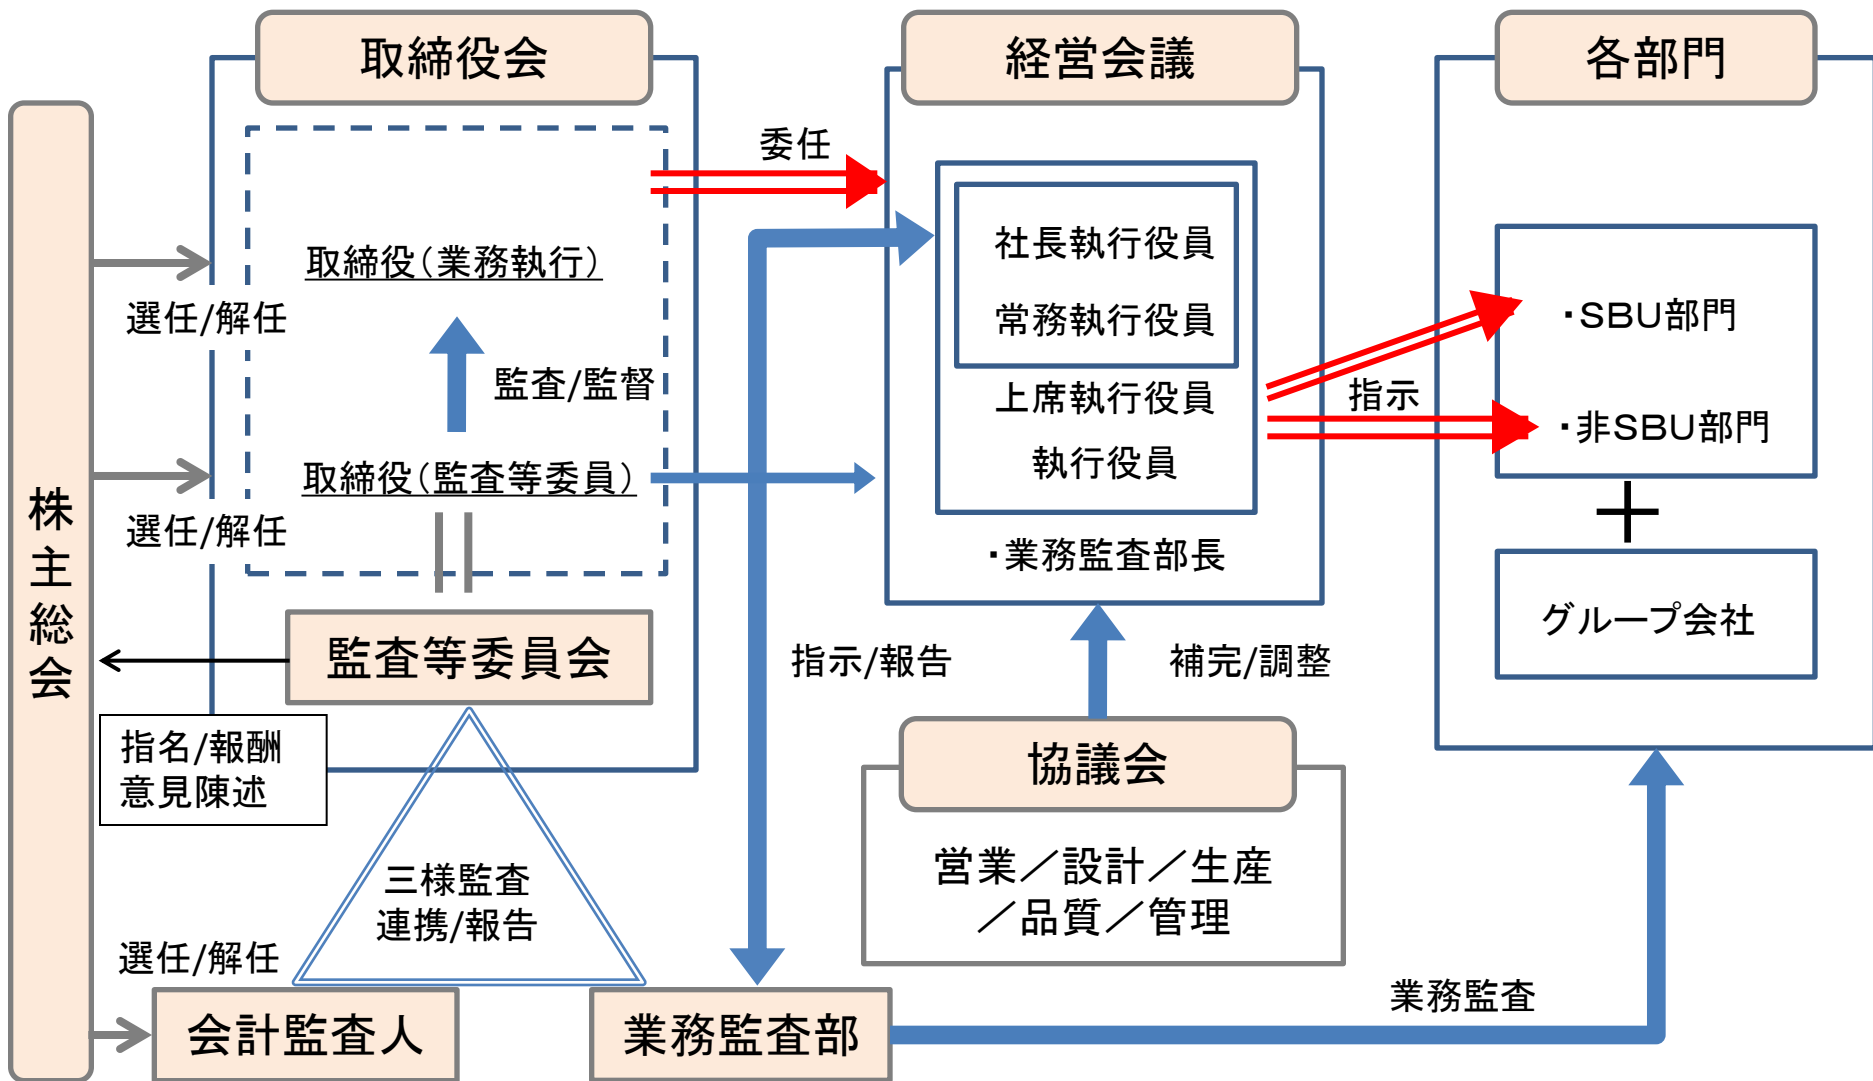 取締役会
経営会議
各部門
委任
株主総会
取締役(業務執行)
選任/解任
監査/監督
取締役(監査等委員)
選任/解任
監査等委員会
指名/報酬
意見陳述
三様監査
連携/報告
選任/解任
会計監査人
業務監査部
社長執行役員
常務執行役員
上席執行役員
執行役員
・業務監査部長
指示/報告
補完/調整
協議会
営業/設計/生産
/品質/管理
指示
・SBU部門
・非SBU部門
+
グループ会社
業務監査